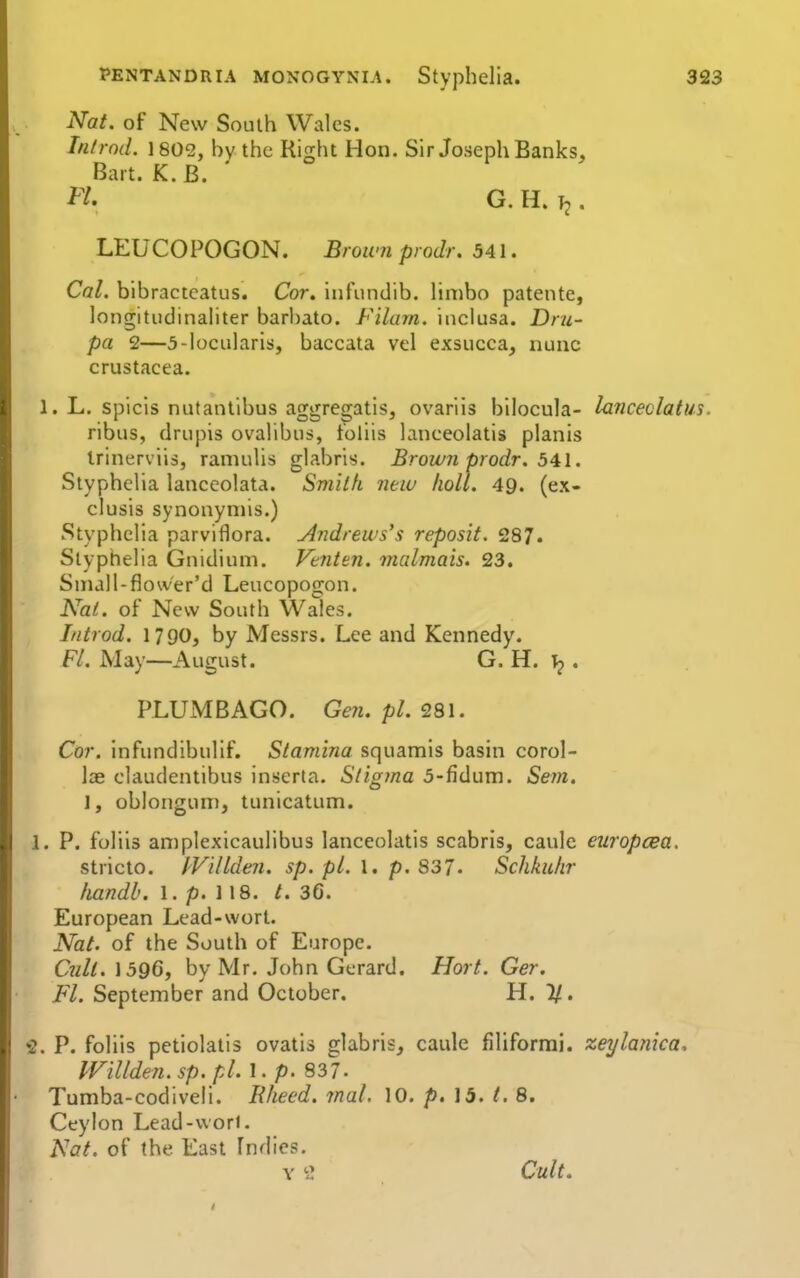 PENTANDRIA MONOGYNIA. Styphelia. 323
Nat. of New South Wales.
Introd. 1802, by the Right Hon. Sir Joseph Banks,
Bart. K. B.
Fl. G. H. ♄.
LEUCOPOGON. Brown prodr. 541.
Cal. bibracteatus. Cor. infundib. limbo patente,
longitudinaliter barbato. Filam. inclusa. Dru-
pa 2—5-locularis, baccata vel exsucca, nunc
crustacea.
1. L. spicis nutantibus aggregatis, ovariis bilocula- lanceolatus.
ribus, drupis ovalibus, foliis lanceolatis planis
trinerviis, ramulis glabris. Brown prodr. 541.
Styphelia lanceolata. Smith new holl. 49. (ex-
clusis synonymis.)
Styphelia parviflora. Andrews's reposit. 287.
Styphelia Gnidium. Venten. malmais. 23.
Small-flower'd Leucopogon.
Nat. of New South Wales.
Introd. 1790, by Messrs. Lee and Kennedy.
Fl. May—August. G. H. ♄.
PLUMBAGO. Gen. pl. 281.
Cor. infundibulif. Stamina squamis basin corol-
læ claudentibus inserta. Stigma 5-fidum. Sem.
1, oblongum, tunicatum.
1. P. foliis amplexicaulibus lanceolatis scabris, caule europœa.
stricto. Willden. sp. pl. 1. p. 837. Schkuhr
handb. 1. p. 118. t. 36.
European Lead-wort.
Nat. of the South of Europe.
Cult. 1596, by Mr. John Gerard. Hort. Ger.
Fl. September and October. H. ♃.
2. P. foliis petiolatis ovatis glabris, caule filiformi. zeylanica.
Willden. sp. pl. 1. p. 837.
Tumba-codiveli. Rheed. mal. 10. p. 15. t. 8.
Ceylon Lead-wort.
Nat. of the East Indies.
Y 2 Cult.